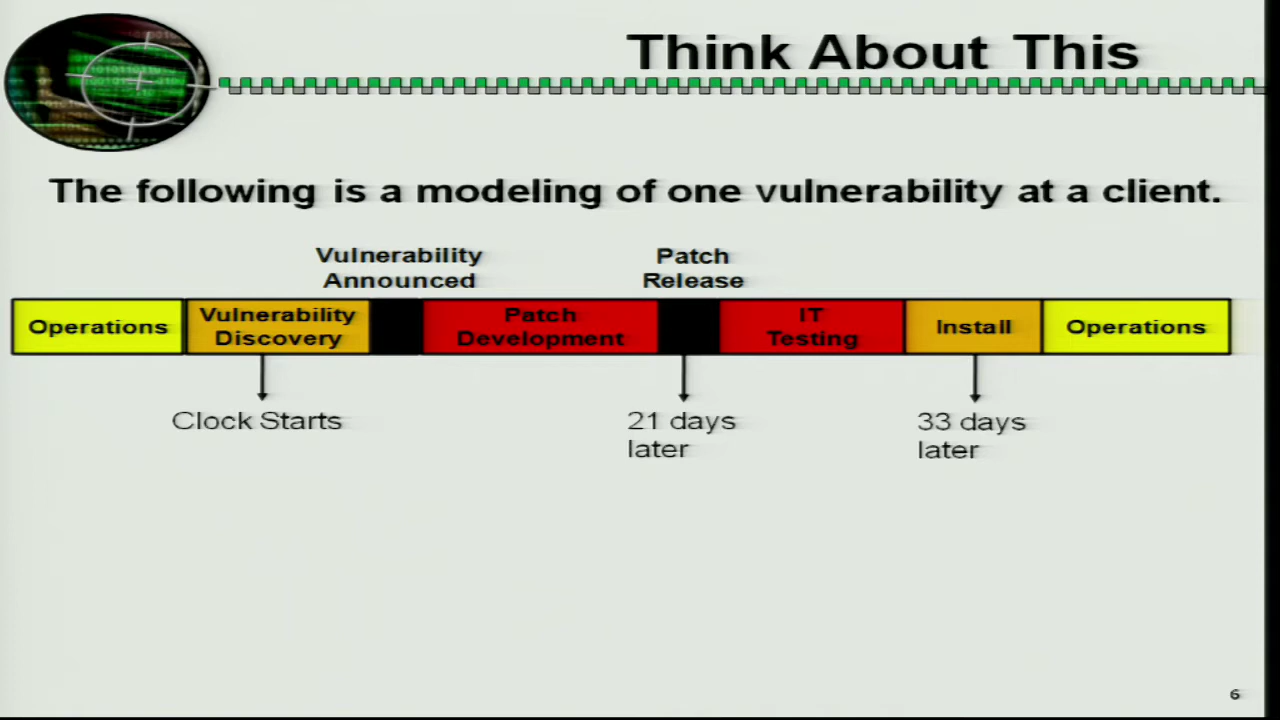 Think About This
The following is a modeling of one vulnerability at a client.
Vulnerability
Announced
Patch
Release
Operations
Vulnerability
Discovery
Patch
Development
IT
Testing
Install
Operations
Clock Starts
21 days
later
33 days
later
6